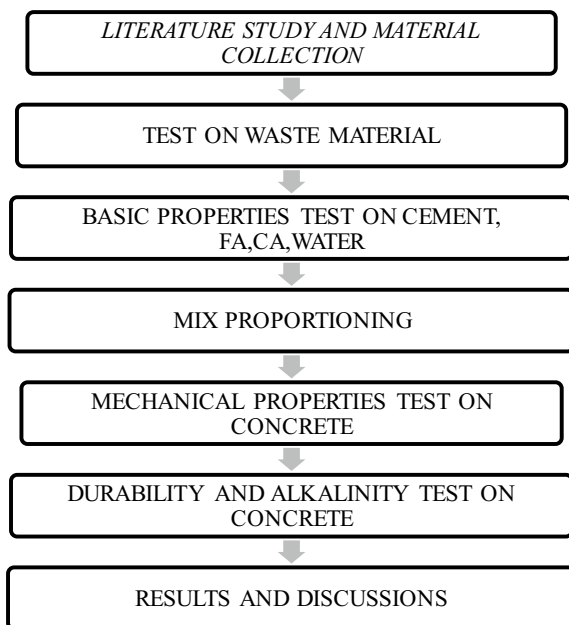 LITERATURE STUDY AND MATERIAL
COLLECTION
TEST ON WASTE MATERIAL
BASIC PROPERTIES TEST ON CEMENT,
FA,CA,WATER
MIX PROPORTIONING
MECHANICAL PROPERTIES TEST ON
CONCRETE
DURABILITY AND ALKALINITY TEST ON
CONCRETE
RESULTS AND DISCUSSIONS